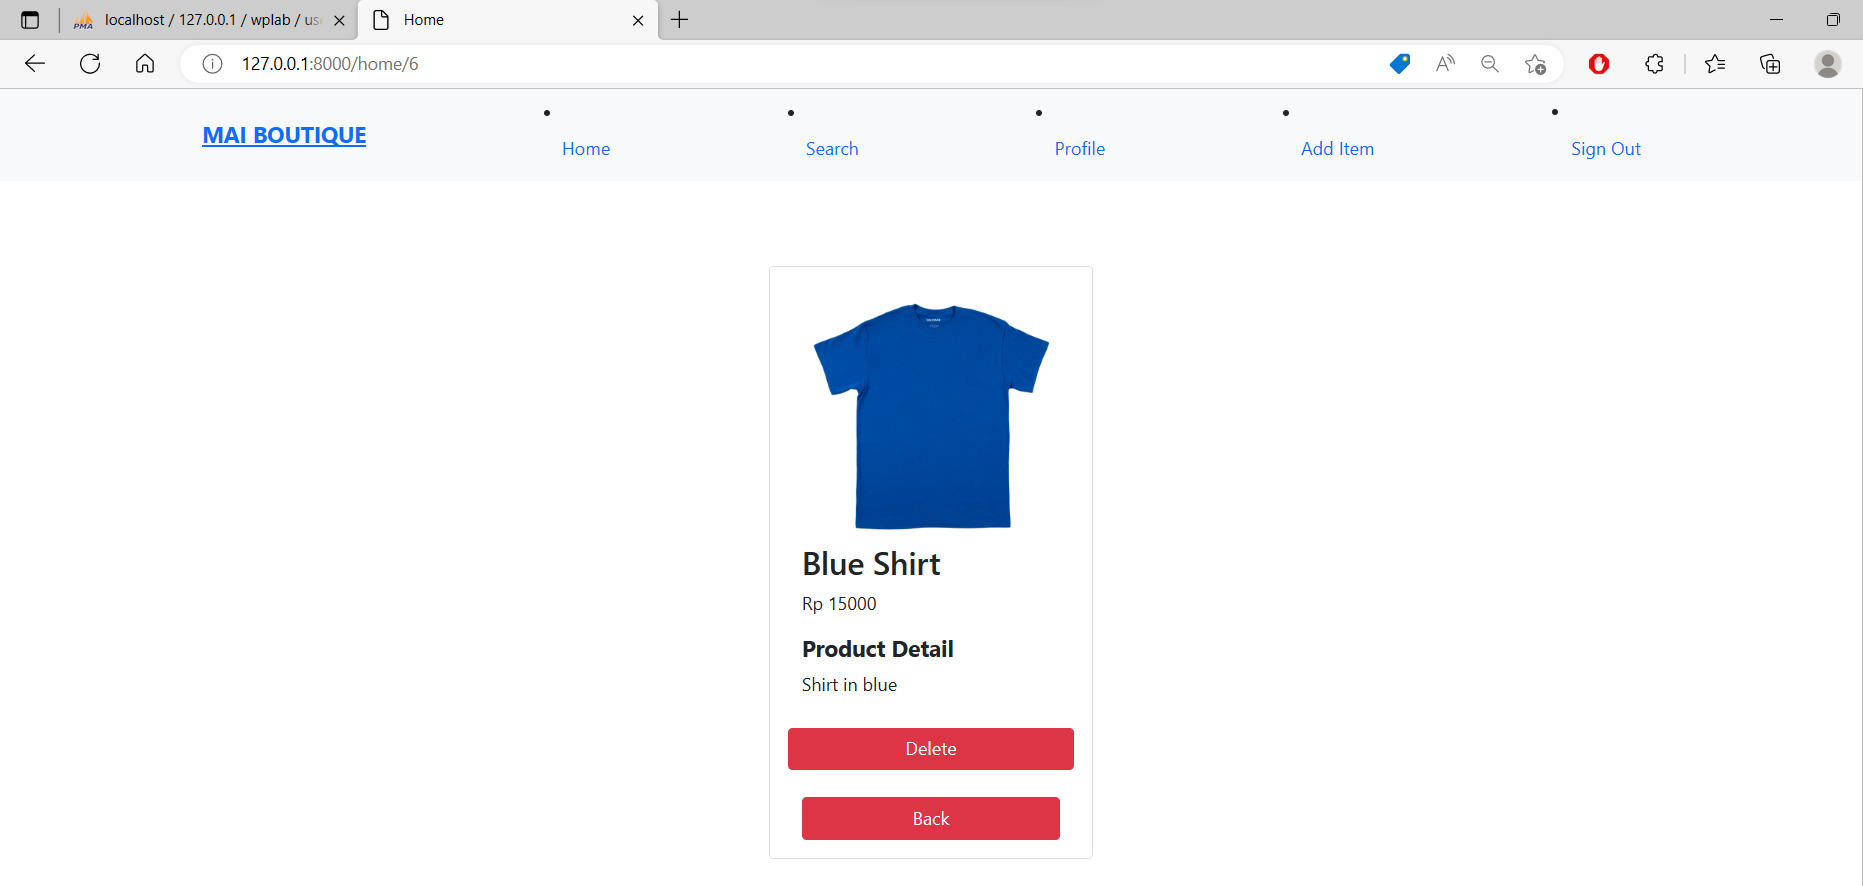 localhost / 127.0.0.1 / wplab / us
Home
127.0.0.1:8000/home/6
MAI BOUTIQUE
Home
Search
Profile
Add Item
Sign Out
Blue Shirt
Rp 15000
Product Detail
Shirt in blue
Delete
Back